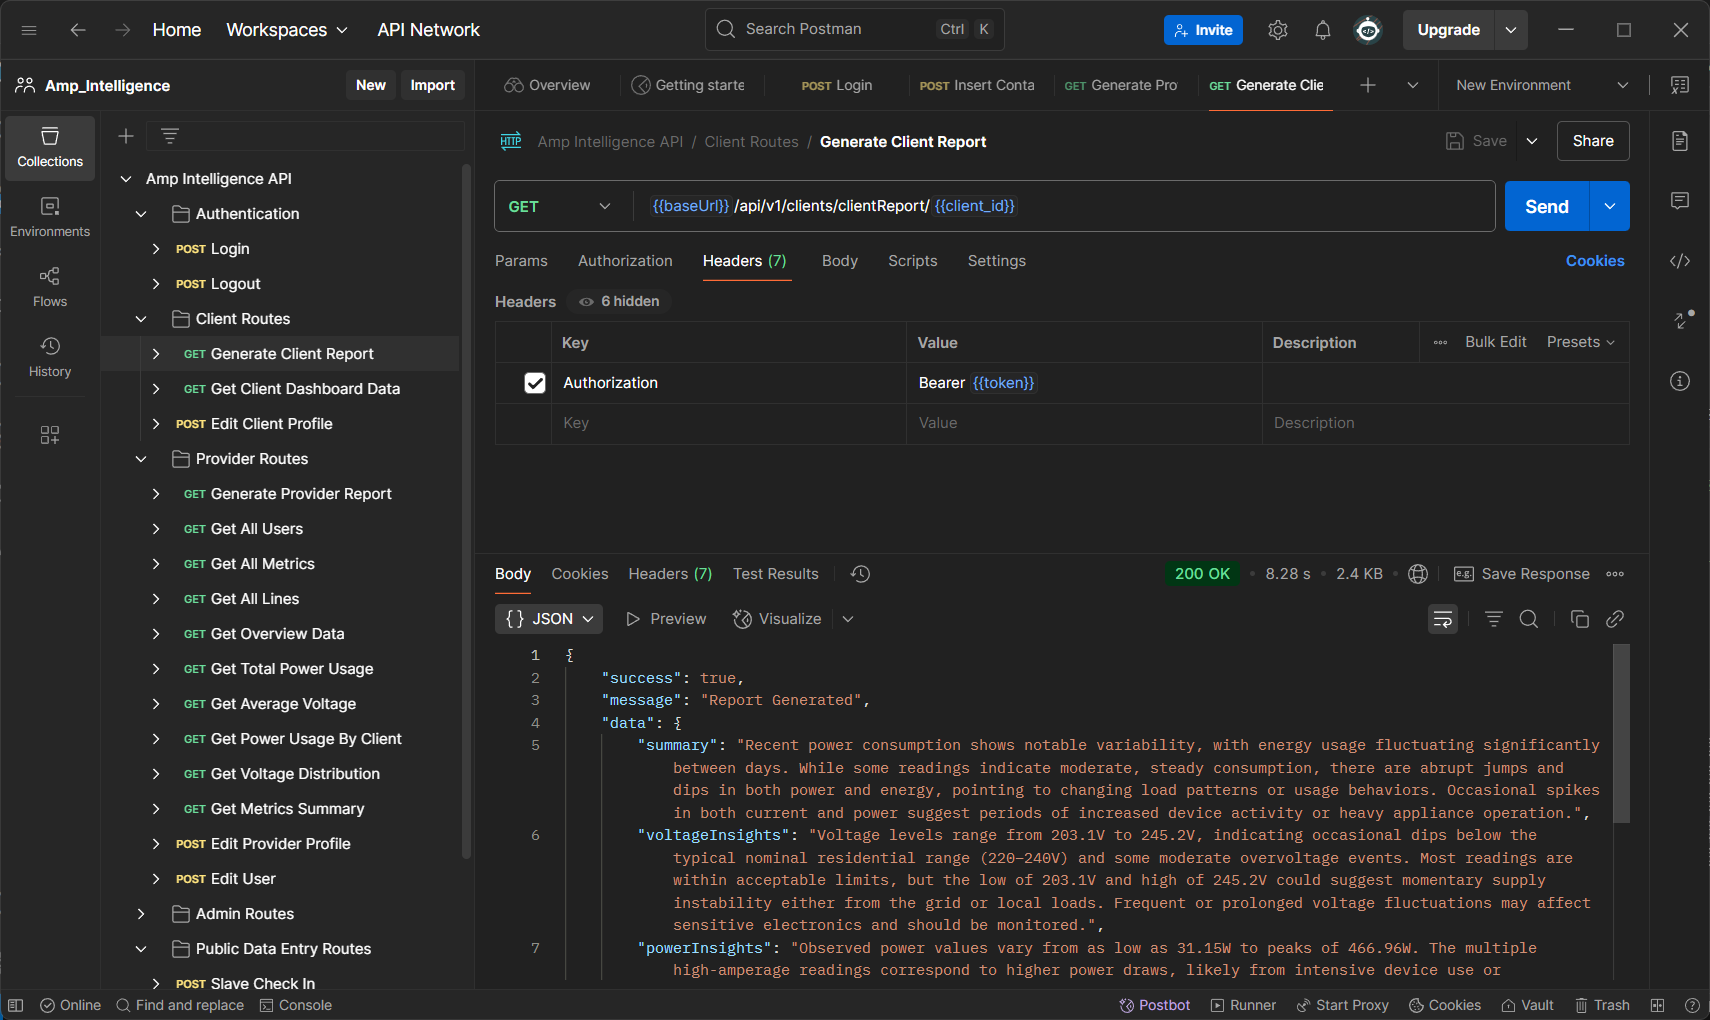 Home
Workspaces
API Network
Search Postman
Ctrl K
Invite
Upgrade
Amp_Intelligence
New
Import
Overview
Getting starte
POST Login
POST Insert Conta
GET Generate Pro
GET Generate Clie
New Environment
Collections
Environments
Flows
History
Amp Intelligence API
Authentication
POST Login
POST Logout
Client Routes
GET Generate Client Report
GET Get Client Dashboard Data
POST Edit Client Profile
Provider Routes
GET Generate Provider Report
GET Get All Users
GET Get All Metrics
GET Get All Lines
GET Get Overview Data
GET Get Total Power Usage
GET Get Average Voltage
GET Get Power Usage By Client
GET Get Voltage Distribution
GET Get Metrics Summary
POST Edit Provider Profile
POST Edit User
Admin Routes
Public Data Entry Routes
POST Slave Check In
HTTP Amp Intelligence API / Client Routes / Generate Client Report
Save
Share
GET
{{baseUrl}} /api/v1/clients/clientReport/ {{client_id}}
Send
Params Authorization Headers (7) Body Scripts Settings
Cookies
Headers 6 hidden
Key Value Description Bulk Edit Presets
Authorization Bearer {{token}}
Key Value Description
Body Cookies Headers (7) Test Results
200 OK • 8.28 s • 2.4 KB •
e.g. Save Response
{} JSON Preview Visualize
1 {
2 "success": true,
3 "message": "Report Generated",
4 "data": {
5 "summary": "Recent power consumption shows notable variability, with energy usage fluctuating significantly
between days. While some readings indicate moderate, steady consumption, there are abrupt jumps and
dips in both power and energy, pointing to changing load patterns or usage behaviors. Occasional spikes
in both current and power suggest periods of increased device activity or heavy appliance operation.",
6 "voltageInsights": "Voltage levels range from 203.1V to 245.2V, indicating occasional dips below the
typical nominal residential range (220–240V) and some moderate overvoltage events. Most readings are
within acceptable limits, but the low of 203.1V and high of 245.2V could suggest momentary supply
instability either from the grid or local loads. Frequent or prolonged voltage fluctuations may affect
sensitive electronics and should be monitored.",
7 "powerInsights": "Observed power values vary from as low as 31.15W to peaks of 466.96W. The multiple
high-amperage readings correspond to higher power draws, likely from intensive device use or
Online
Find and replace
Console
Postbot
Runner
Start Proxy
Cookies
Vault
Trash